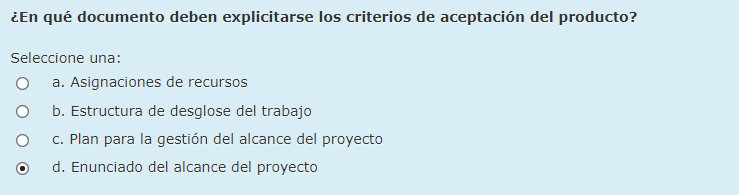 ¿En qué documento deben explicitarse los criterios de aceptación del producto?
Seleccione una:
a. Asignaciones de recursos
b. Estructura de desglose del trabajo
c. Plan para la gestión del alcance del proyecto
d. Enunciado del alcance del proyecto